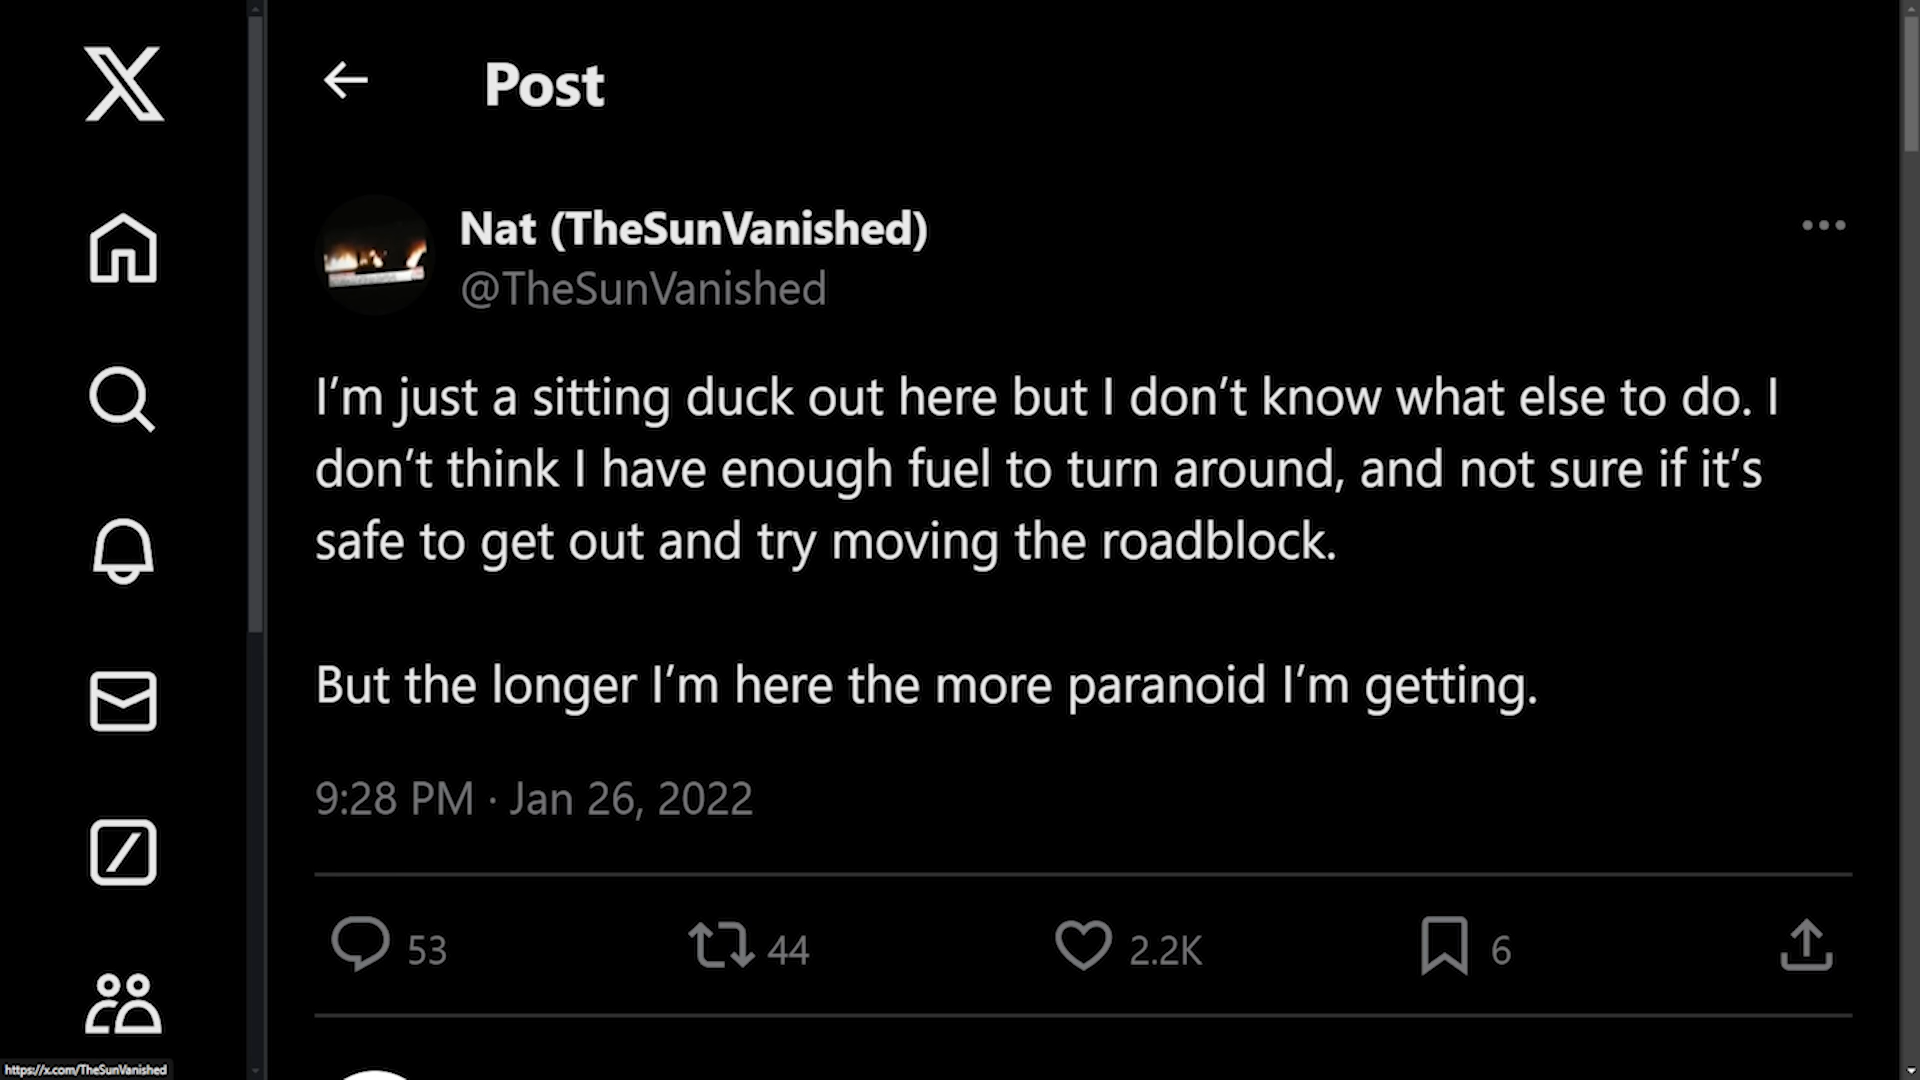 Post
Nat (TheSunVanished)
@TheSunVanished
I’m just a sitting duck out here but I don’t know what else to do. I
don’t think I have enough fuel to turn around, and not sure if it’s
safe to get out and try moving the roadblock.
But the longer I’m here the more paranoid I’m getting.
9:28 PM · Jan 26, 2022
53 44 2.2K 6
https://x.com/TheSunVanished